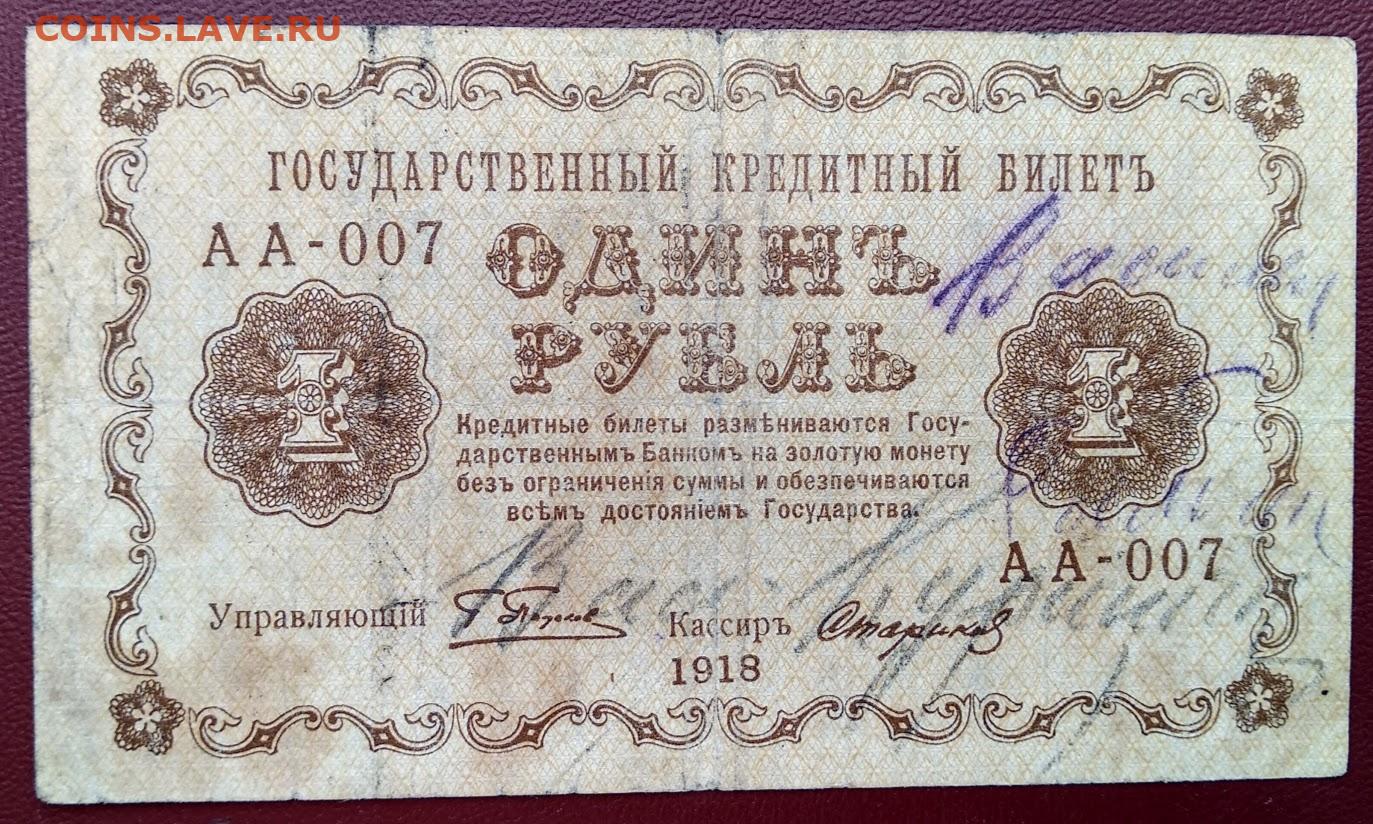 COINS.LAVE.RU
ГОСУДАРСТВЕННЫЙ КРЕДИТНЫЙ БИЛЕТЪ
АА-007
ОДИНЪ
РУБЛЬ
1
1
Кредитные билеты размѣниваются Госу-
дарственнымъ Банкомъ на золотую монету
безъ ограниченія суммы и обезпечиваются
всѣмъ достояніемъ Государства.
АА-007
Управляющій
Кассиръ
Стариков
1918